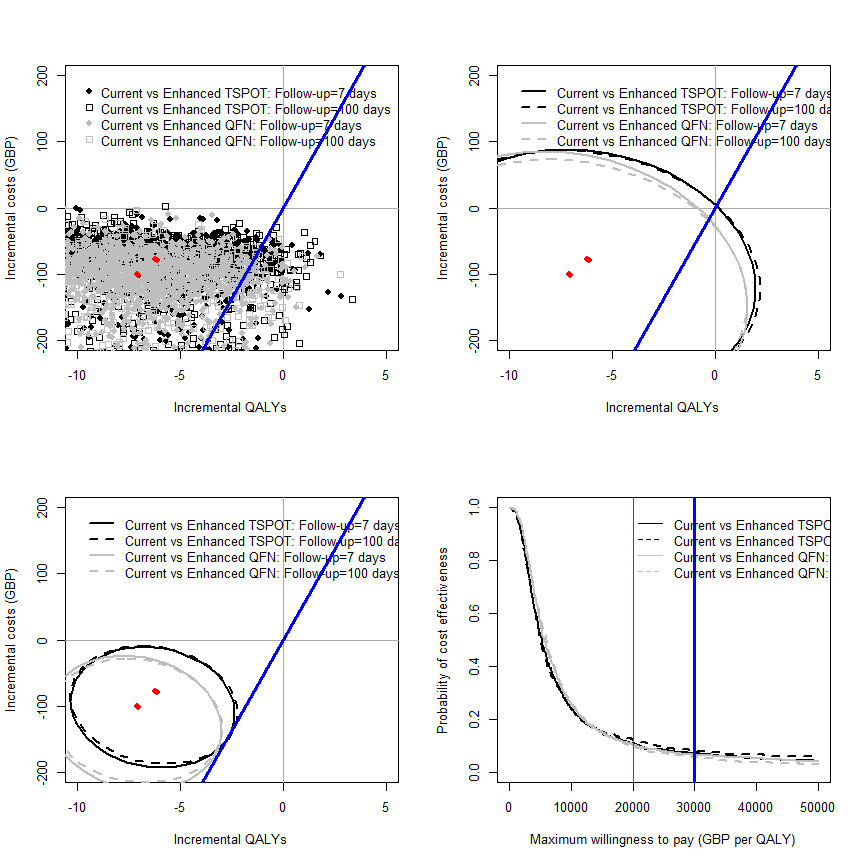 Current vs Enhanced TSPOT: Follow-up=7 days
Current vs Enhanced TSPOT: Follow-up=100 days
Current vs Enhanced QFN: Follow-up=7 days
Current vs Enhanced QFN: Follow-up=100 days
Incremental costs (GBP)
200
100
0
-100
-200
-10
-5
0
5
Incremental QALYs
Current vs Enhanced TSPOT: Follow-up=7 days
Current vs Enhanced TSPOT: Follow-up=100 da
Current vs Enhanced QFN: Follow-up=7 days
Current vs Enhanced QFN: Follow-up=100 days
Incremental costs (GBP)
200
100
0
-100
-200
-10
-5
0
5
Incremental QALYs
Current vs Enhanced TSPOT: Follow-up=7 days
Current vs Enhanced TSPOT: Follow-up=100 da
Current vs Enhanced QFN: Follow-up=7 days
Current vs Enhanced QFN: Follow-up=100 days
Incremental costs (GBP)
200
100
0
-100
-200
-10
-5
0
5
Incremental QALYs
Current vs Enhanced TSPO
Current vs Enhanced TSPO
Current vs Enhanced QFN:
Current vs Enhanced QFN:
Probability of cost effectiveness
1.0
0.8
0.6
0.4
0.2
0.0
0
10000
20000
30000
40000
50000
Maximum willingness to pay (GBP per QALY)